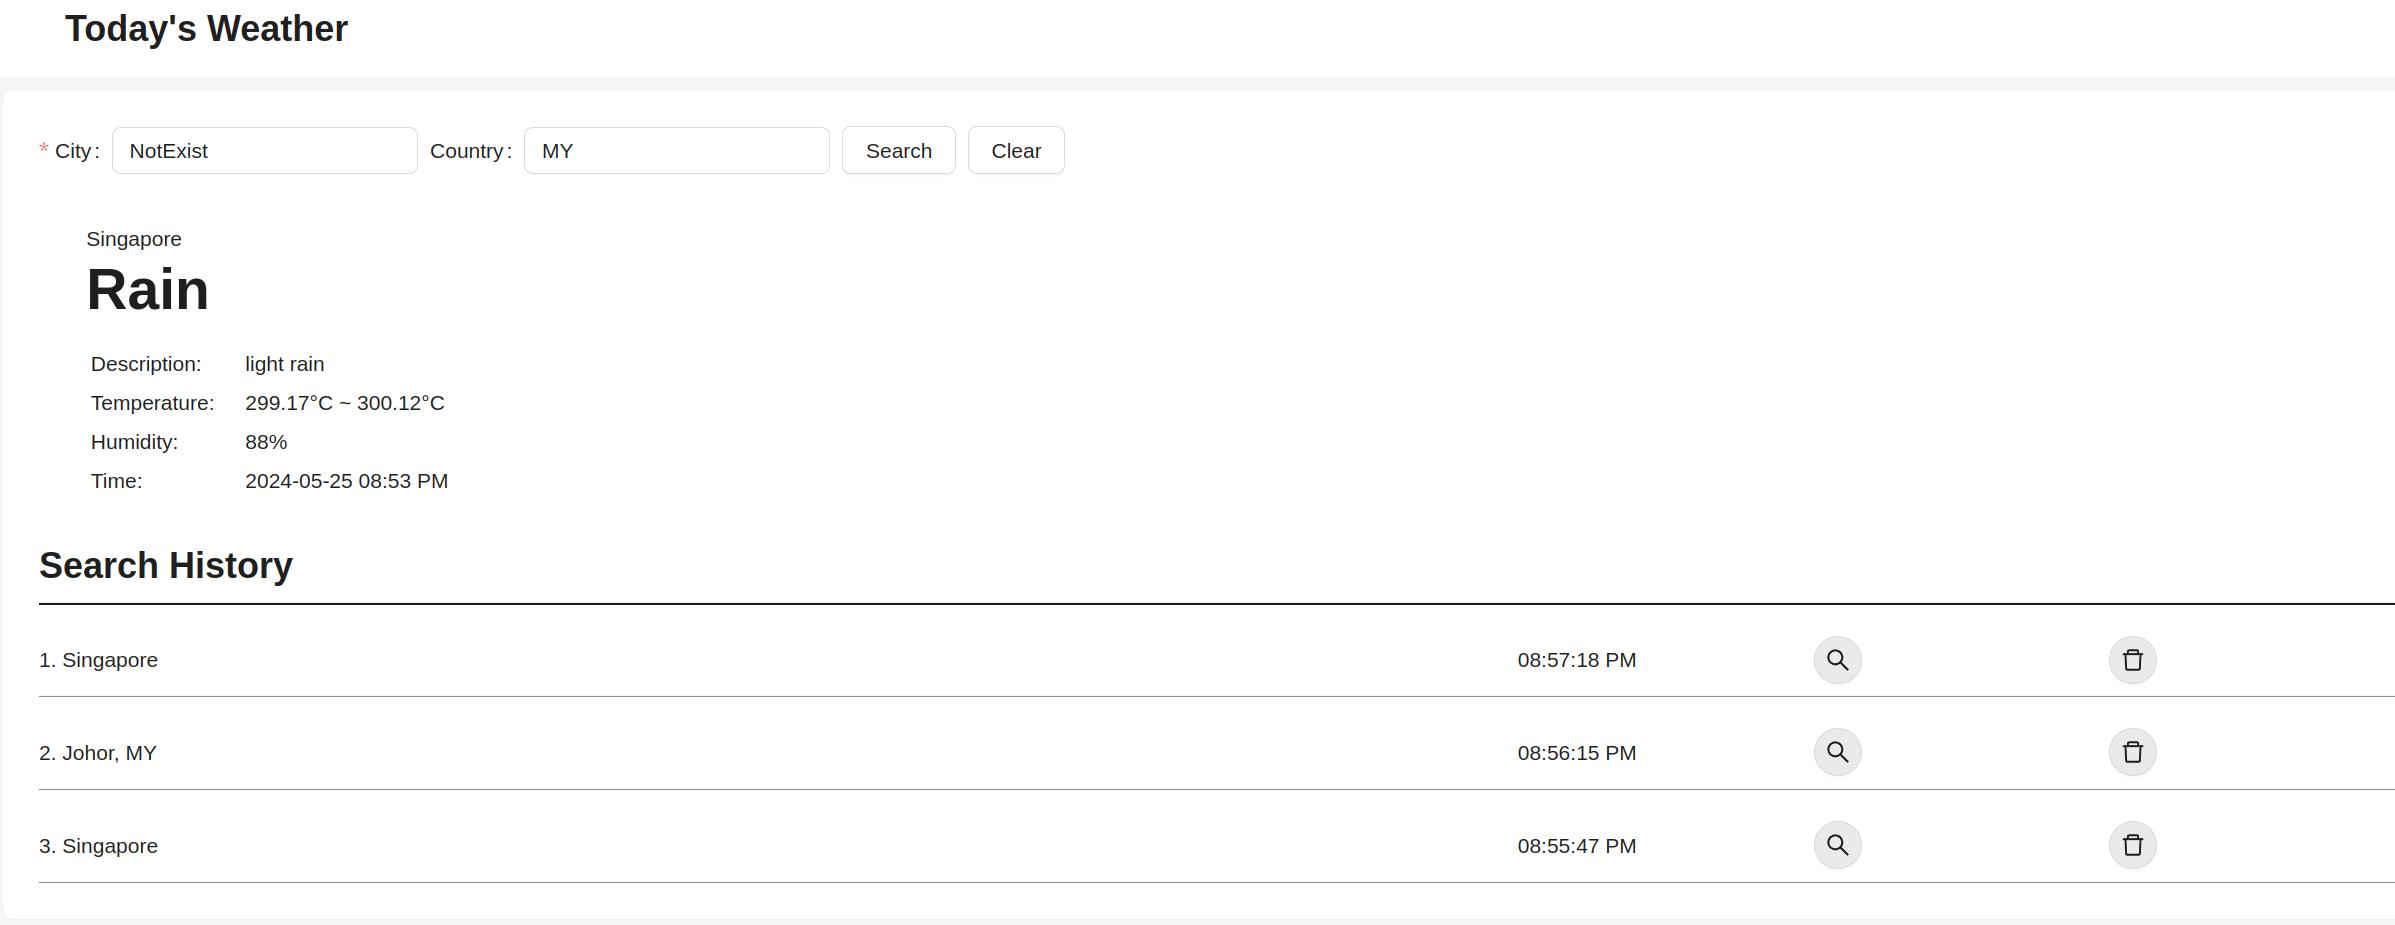 Today's Weather
* City: NotExist Country: MY Search Clear
Singapore
Rain
Description: light rain
Temperature: 299.17°C ~ 300.12°C
Humidity: 88%
Time: 2024-05-25 08:53 PM
Search History
1. Singapore 08:57:18 PM
2. Johor, MY 08:56:15 PM
3. Singapore 08:55:47 PM